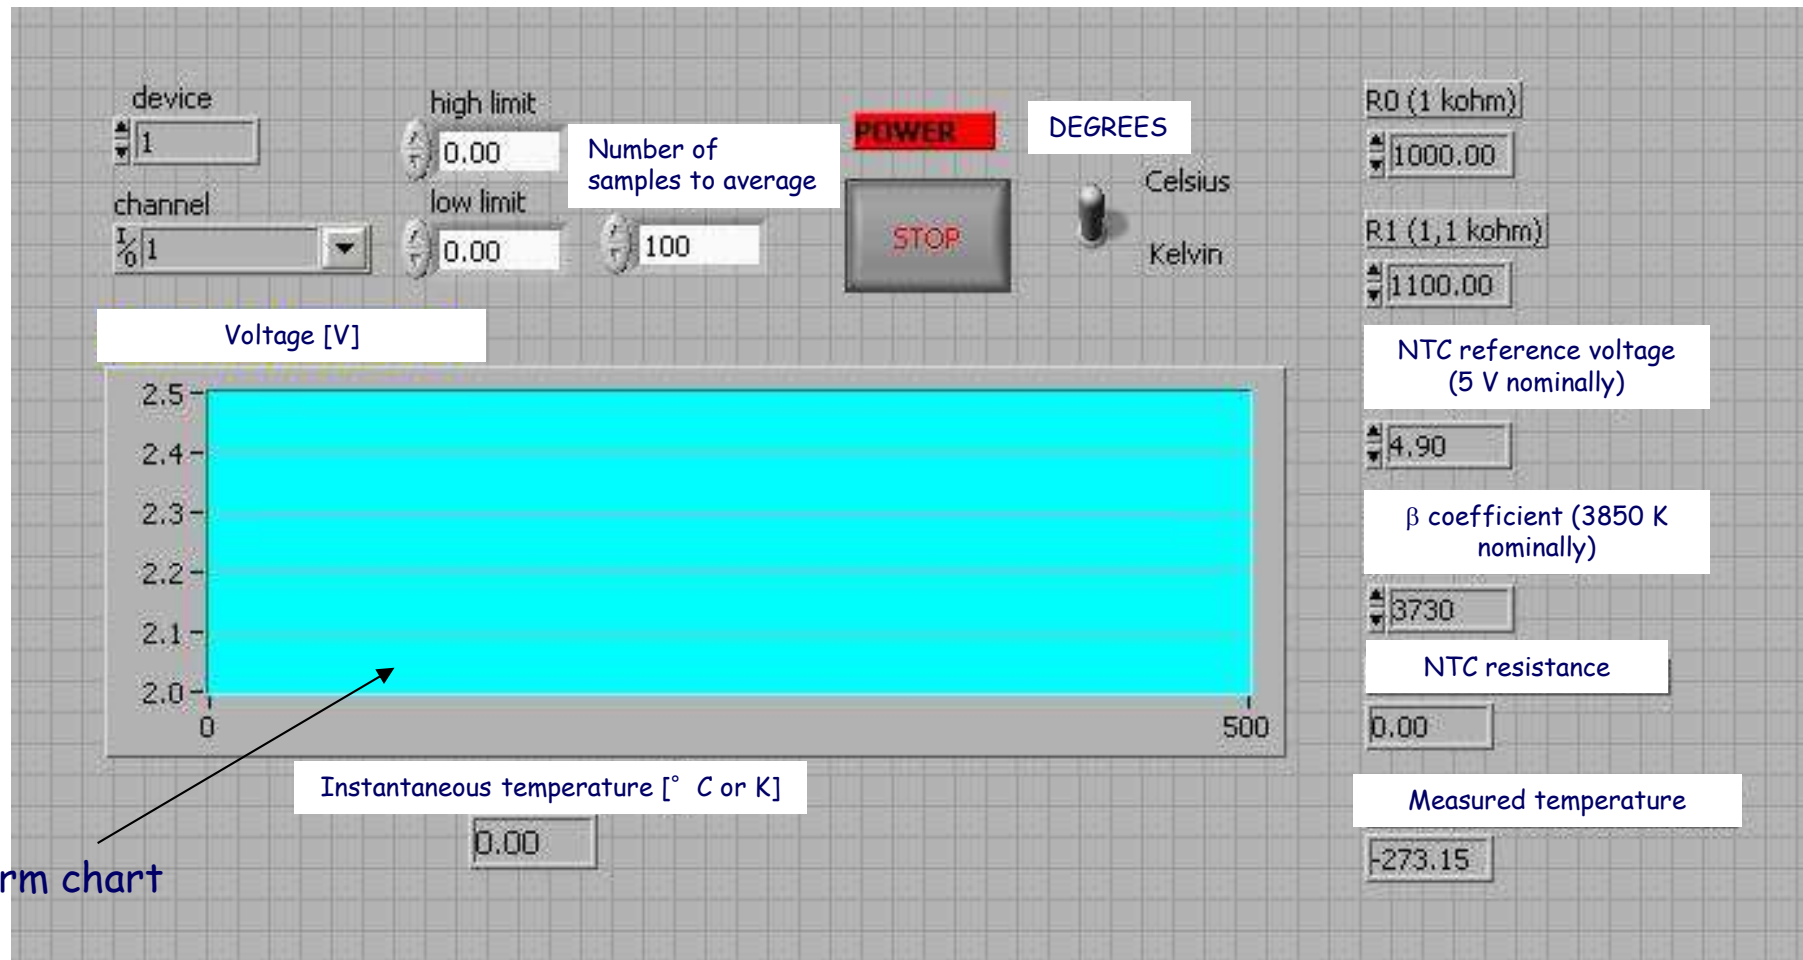 device
1
channel
1
high limit
0.00
low limit
0.00
Number of
samples to average
100
POWER
STOP
DEGREES
Celsius
Kelvin
R0 (1 kohm)
1000.00
R1 (1,1 kohm)
1100.00
NTC reference voltage
(5 V nominally)
4.90
β coefficient (3850 K
nominally)
3730
NTC resistance
0.00
Measured temperature
-273.15
Voltage [V]
2.5
2.4
2.3
2.2
2.1
2.0
0
500
Instantaneous temperature [° C or K]
0.00
rm chart